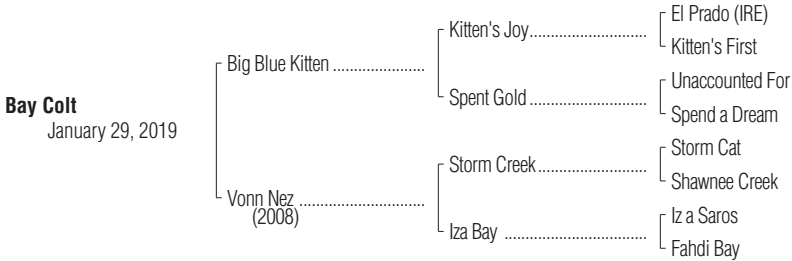 Bay Colt
January 29, 2019
Big Blue Kitten ......................
Vonn Nez ..............................
(2008)
Kitten's Joy............................
Spent Gold ............................
Storm Creek..........................
Iza Bay ..................................
El Prado (IRE)
Kitten's First
Unaccounted For
Spend a Dream
Storm Cat
Shawnee Creek
Iz a Saros
Fahdi Bay